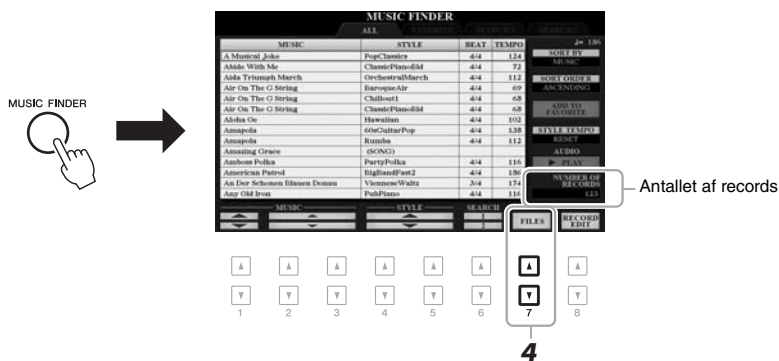 MUSIC FINDER
MUSIC FINDER
ALL FAVORITE SEARCH 1 SEARCH 2
MUSIC STYLE BEAT TEMPO
A Musical Joke PopClassics 4/4 124
Abide With Me ClassicPianoBld 4/4 72
Aida Triumph March OrchestralMarch 4/4 112
Air On The G String BaroqueAir 4/4 69
Air On The G String Chillout1 4/4 68
Air On The G String ClassicPianoBld 4/4 68
Aloha Oe Hawaiian 4/4 102
Amapola 60sGuitarPop 4/4 138
Amapola Rumba 4/4 112
Amazing Grace (SONG)
Amboss Polka PartyPolka 4/4 116
American Patrol BigBandFast2 4/4 186
An Der Schonen Blauen Donau VienneseWaltz 3/4 174
Any Old Iron PubPiano 4/4 116
♩= 186
SORT BY
MUSIC
SORT ORDER
ASCENDING
ADD TO
FAVORITE
STYLE TEMPO
RESET
AUDIO
▶ PLAY
NUMBER OF
RECORDS
123
Antallet af records
MUSIC STYLE SEARCH
1
2
FILES
RECORD
EDIT
1 2 3 4 5 6 7 8
4